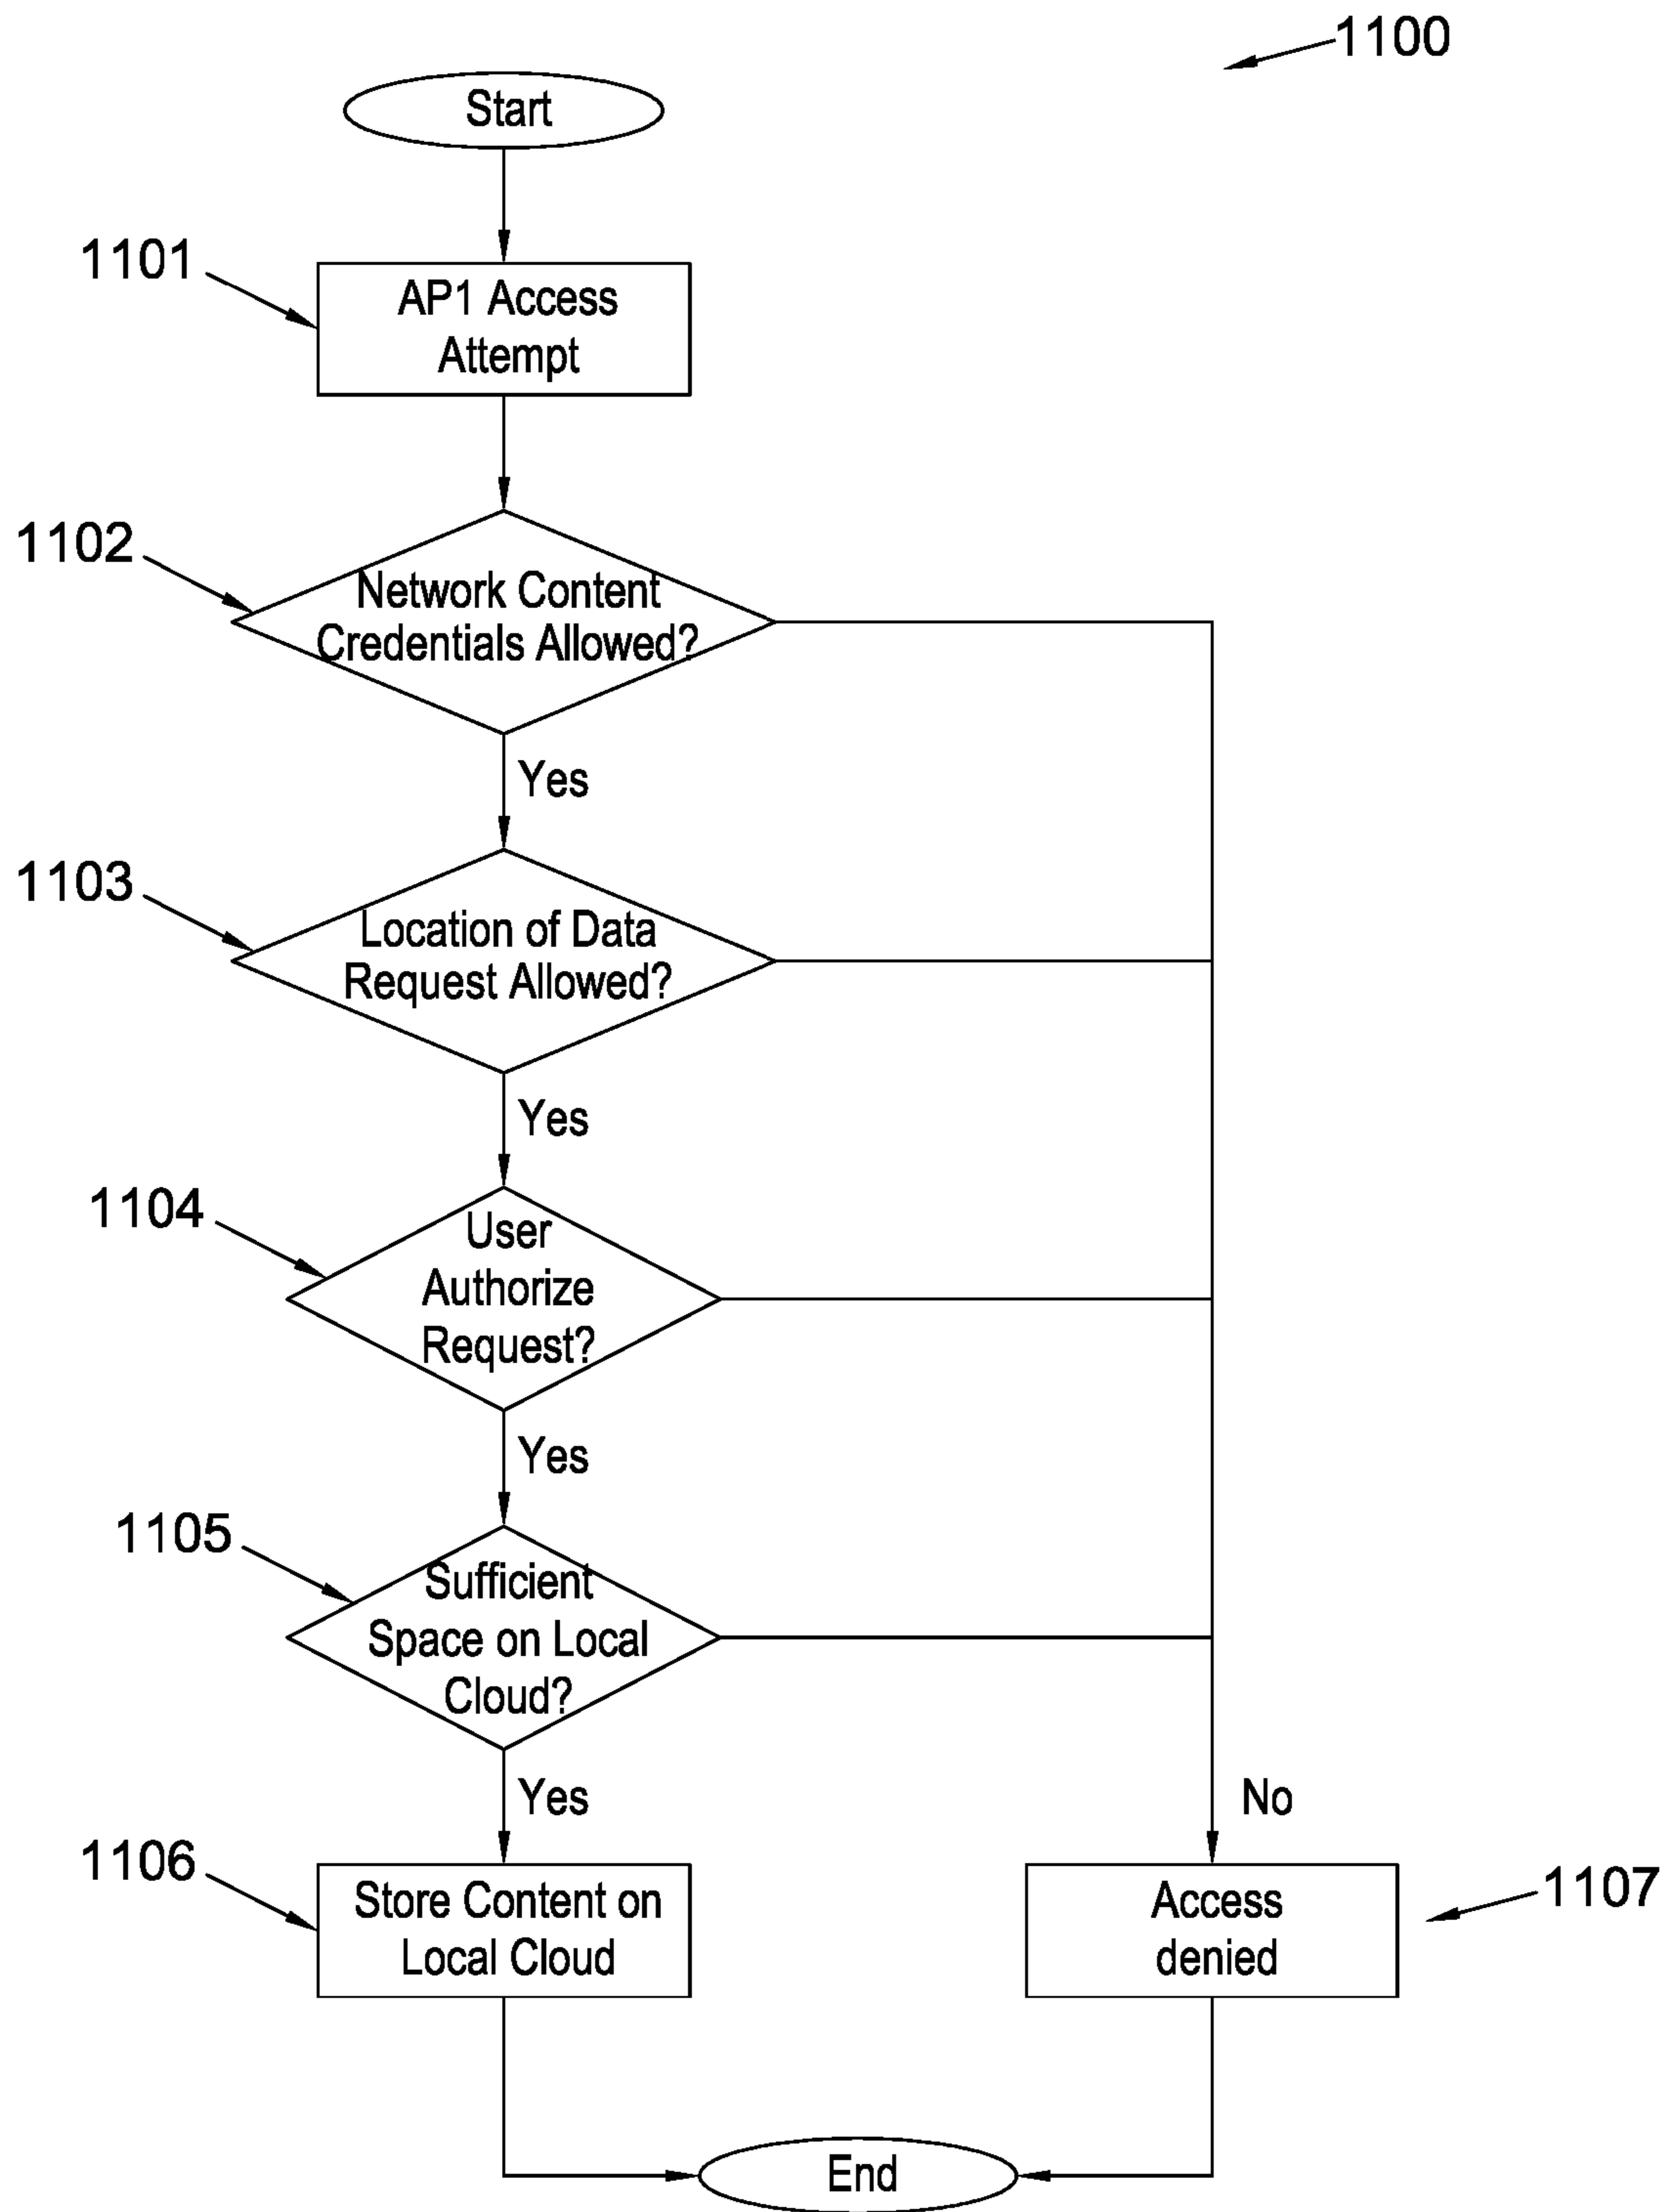 1100
Start
1101
AP1 Access
Attempt
1102
Network Content
Credentials Allowed?
Yes
1103
Location of Data
Request Allowed?
Yes
1104
User
Authorize
Request?
Yes
1105
Sufficient
Space on Local
Cloud?
Yes
No
1106
Store Content on
Local Cloud
Access
denied
1107
End